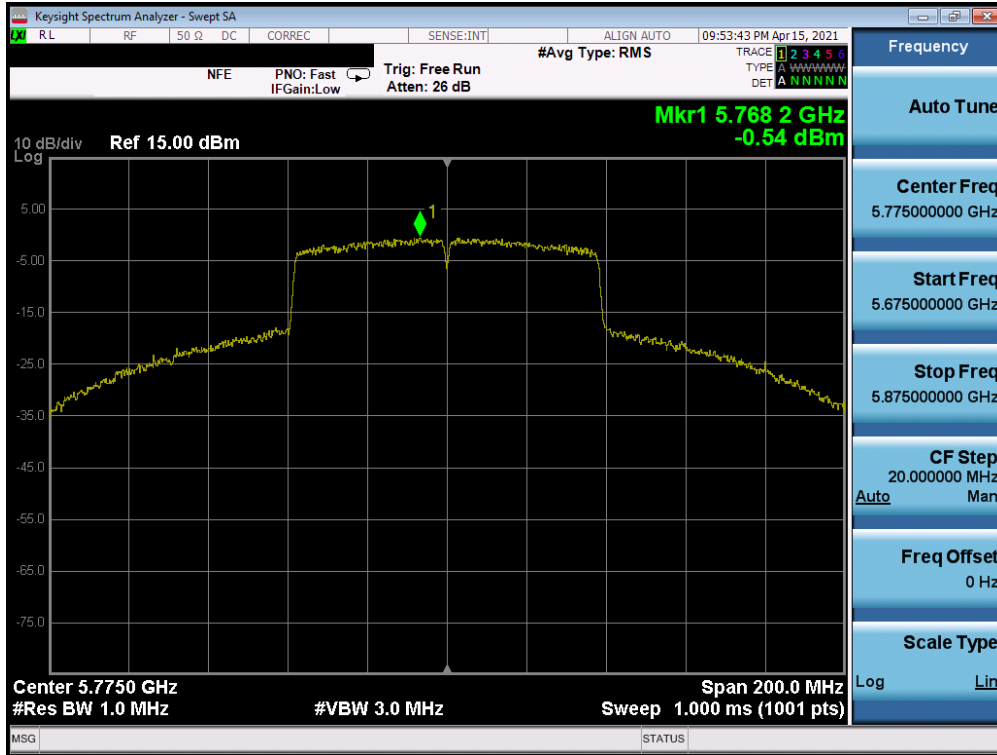 Keysight Spectrum Analyzer - Swept SA
LXI RL RF 50 Ω DC CORREC SENSE:INT ALIGN AUTO 09:53:43 PM Apr 15, 2021
Frequency
NFE PNO: Fast IFGain:Low
Trig: Free Run
Atten: 26 dB
#Avg Type: RMS
TRACE 1 2 3 4 5 6
TYPE A WWWWW
DET A N N N N N
Auto Tune
Mkr1 5.768 2 GHz
-0.54 dBm
10 dB/div Ref 15.00 dBm
Log
1
5.00
-5.00
-15.0
-25.0
-35.0
-45.0
-55.0
-65.0
-75.0
Center Freq
5.775000000 GHz
Start Freq
5.675000000 GHz
Stop Freq
5.875000000 GHz
CF Step
20.000000 MHz
Auto Man
Freq Offset
0 Hz
Scale Type
Log Lin
Center 5.7750 GHz Span 200.0 MHz
#Res BW 1.0 MHz #VBW 3.0 MHz Sweep 1.000 ms (1001 pts)
MSG STATUS